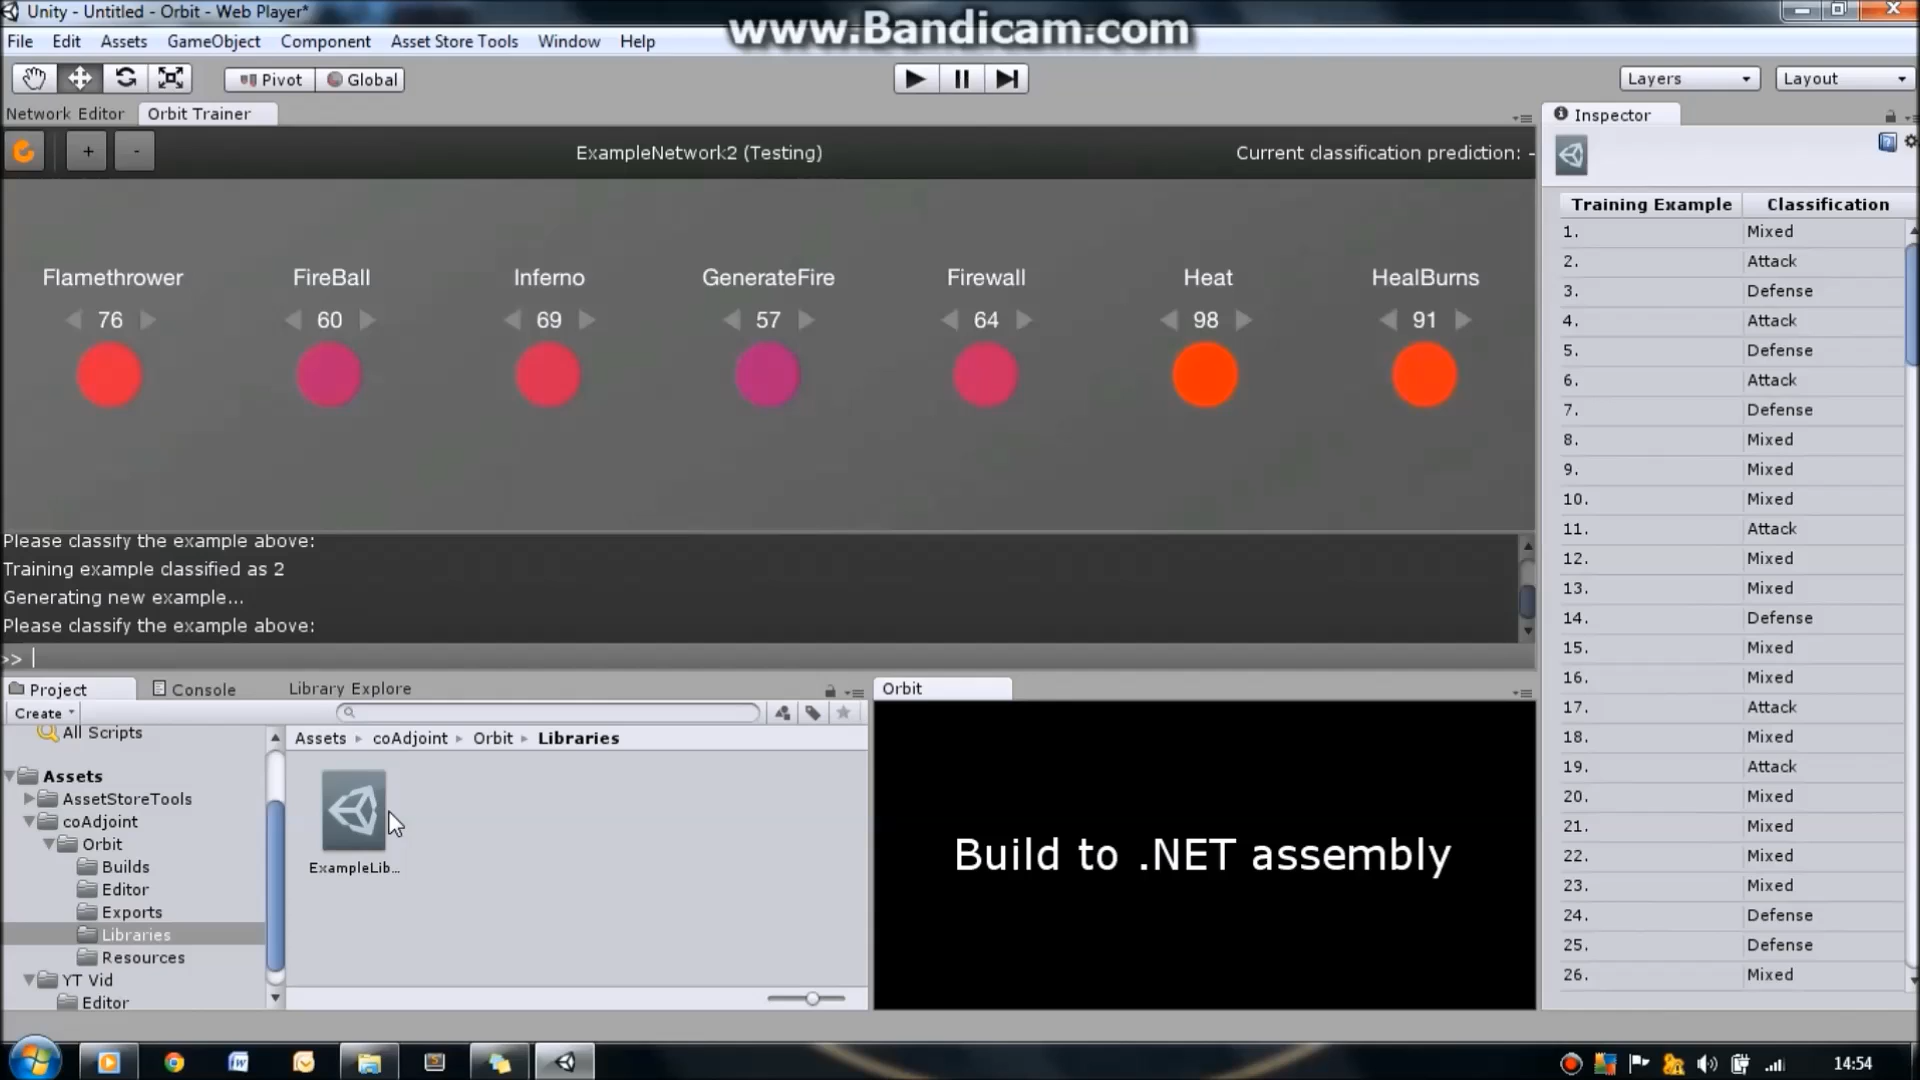 Unity - Untitled - Orbit - Web Player*
www.Bandicam.com
File Edit Assets GameObject Component Asset Store Tools Window Help
Pivot Global Layers Layout
Network Editor Orbit Trainer
Inspector
+ - ExampleNetwork2 (Testing) Current classification prediction: -
Training Example Classification
Flamethrower FireBall Inferno GenerateFire Firewall Heat HealBurns
76 60 69 57 64 98 91
1. Mixed
2. Attack
3. Defense
4. Attack
5. Defense
6. Attack
7. Defense
8. Mixed
9. Mixed
10. Mixed
11. Attack
12. Mixed
13. Mixed
14. Defense
15. Mixed
16. Mixed
17. Attack
18. Mixed
19. Attack
20. Mixed
21. Mixed
22. Mixed
23. Mixed
24. Defense
25. Defense
26. Mixed
Please classify the example above:
Training example classified as 2
Generating new example...
Please classify the example above:
>>
Project Console Library Explore
Create
All Scripts
Assets
AssetStoreTools
coAdjoint
Orbit
Builds
Editor
Exports
Libraries
Resources
YT Vid
Editor
Assets coAdjoint Orbit Libraries
ExampleLib...
Orbit
Build to .NET assembly
14:54